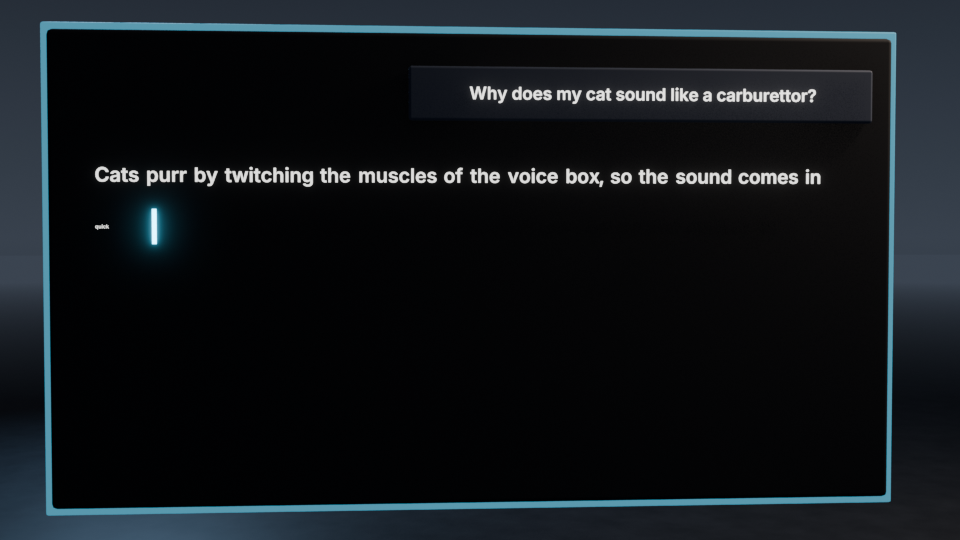 Why does my cat sound like a carburettor?
Cats purr by twitching the muscles of the voice box, so the sound comes in
quick